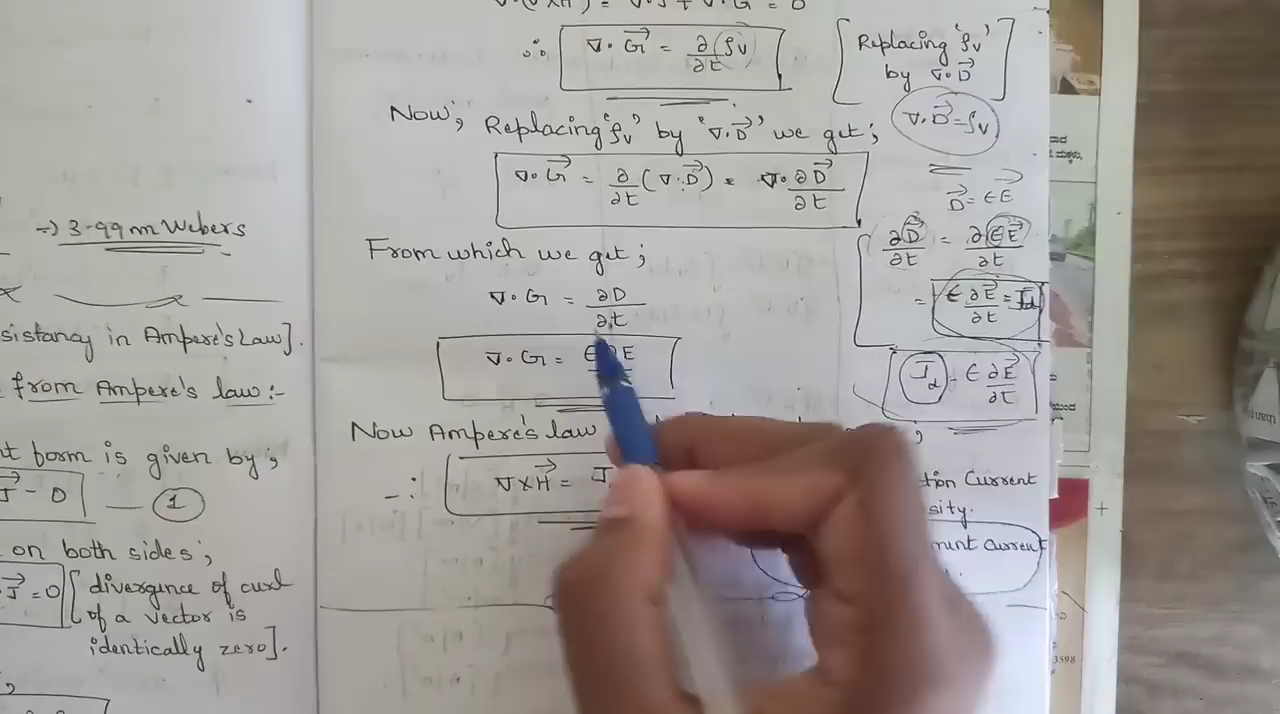 → 3.99 m Webers
sistancy in Ampere's Law].
from Ampere's law :-
t form is given by;
J⃗ - 0 — ①
on both sides;
J⃗ = 0 [divergence of curl
of a vector is
identically zero].
∴ ∇·G⃗ = ∂(ρv)/∂t
[Replacing 'ρv'
by ∇·D⃗]
Now; Replacing 'ρv' by '∇·D⃗' we get;
∇·D⃗ = ρv
∇·G⃗ = ∂/∂t (∇·D⃗) = ∇·∂D⃗/∂t
D⃗ = ϵE⃗
From which we get;
∂D⃗/∂t = ∂(ϵE⃗)/∂t
∇·G = ∂D/∂t
= ϵ ∂E⃗/∂t = Jd
∇·G = ϵ ∂E
Jd = ϵ ∂E⃗/∂t
Now Ampere's law
∇×H⃗ = J
tion Current
sity.
ment Current
3598